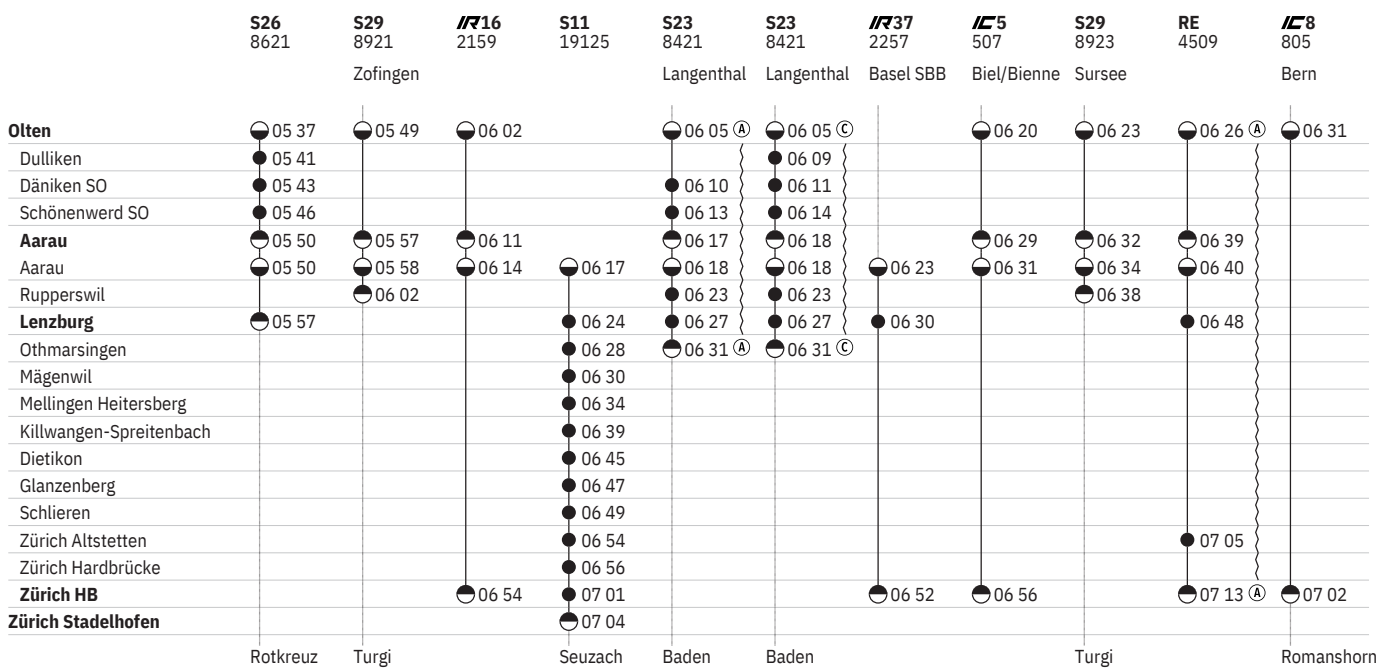 S26 S29 IR16 S11 S23 S23 IR37 IC5 S29 RE IC8
8621 8921 2159 19125 8421 8421 2257 507 8923 4509 805
Zofingen Langenthal Langenthal Basel SBB Biel/Bienne Sursee Bern
Olten 05 37 05 49 06 02 06 05 A 06 05 C 06 20 06 23 06 26 A 06 31
Dulliken 05 41 06 09
Däniken SO 05 43 06 10 06 11
Schönenwerd SO 05 46 06 13 06 14
Aarau 05 50 05 57 06 11 06 17 06 18 06 29 06 32 06 39
Aarau 05 50 05 58 06 14 06 17 06 18 06 18 06 23 06 31 06 34 06 40
Rupperswil 06 02 06 23 06 23 06 38
Lenzburg 05 57 06 24 06 27 06 27 06 30 06 48
Othmarsingen 06 28 06 31 A 06 31 C
Mägenwil 06 30
Mellingen Heitersberg 06 34
Killwangen-Spreitenbach 06 39
Dietikon 06 45
Glanzenberg 06 47
Schlieren 06 49
Zürich Altstetten 06 54 07 05
Zürich Hardbrücke 06 56
Zürich HB 06 54 07 01 06 52 06 56 07 13 A 07 02
Zürich Stadelhofen 07 04
Rotkreuz Turgi Seuzach Baden Baden Turgi Romanshorn